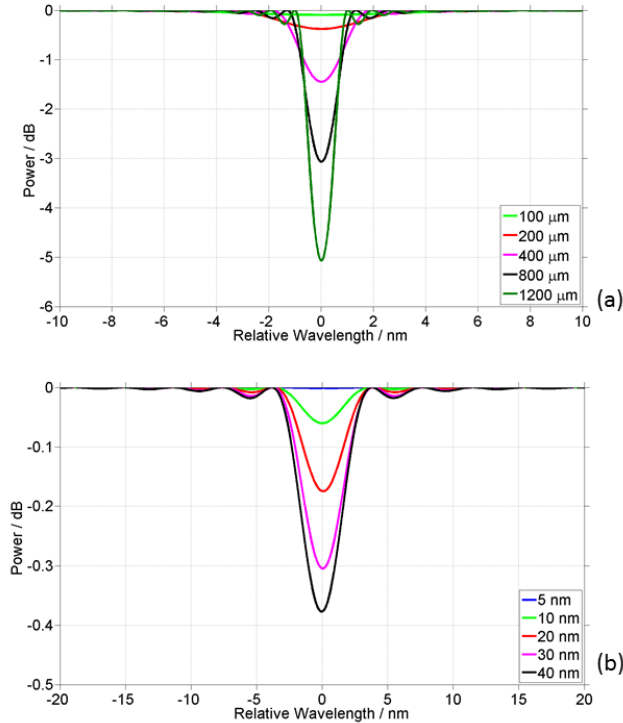 0
-1
-2
-3
-4
-5
-6
Power / dB
-10 -8 -6 -4 -2 0 2 4 6 8 10
Relative Wavelength / nm
100 μm
200 μm
400 μm
800 μm
1200 μm
(a)
0
-0.1
-0.2
-0.3
-0.4
-0.5
Power / dB
-20 -15 -10 -5 0 5 10 15 20
Relative Wavelength / nm
5 nm
10 nm
20 nm
30 nm
40 nm
(b)